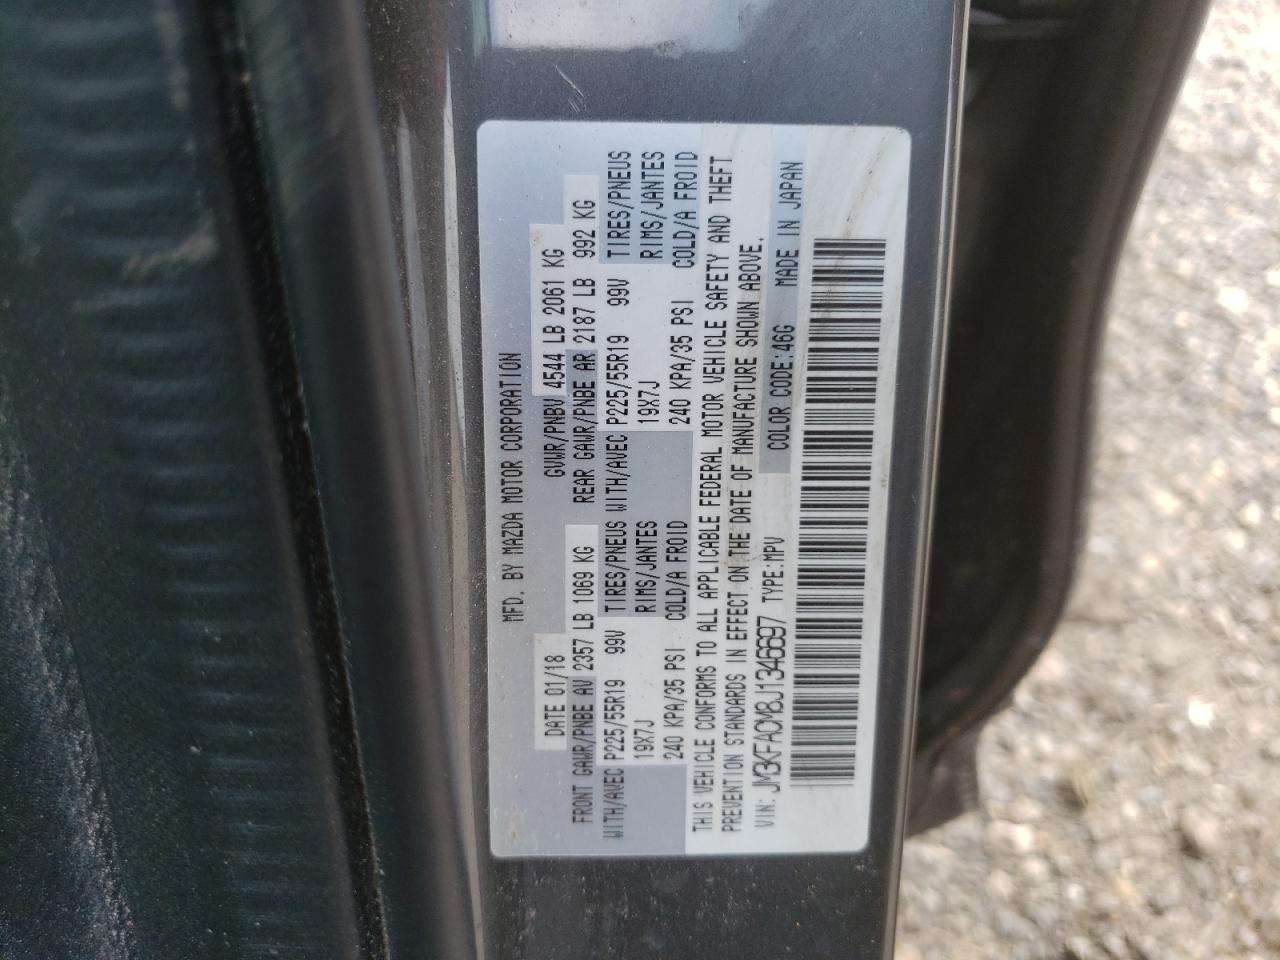 MFD. BY MAZDA MOTOR CORPORATION
DATE 01/18 GVWR/PNBV 4544 LB 2061 KG
FRONT GAWR/PNBE AV 2357 LB 1069 KG REAR GAWR/PNBE AR 2187 LB 992 KG
WITH/AVEC P225/55R19 99V TIRES/PNEUS WITH/AVEC P225/55R19 99V TIRES/PNEUS
19X7J RIMS/JANTES 19X7J RIMS/JANTES
240 KPA/35 PSI COLD/A FROID 240 KPA/35 PSI COLD/A FROID
THIS VEHICLE CONFORMS TO ALL APPLICABLE FEDERAL MOTOR VEHICLE SAFETY AND THEFT
PREVENTION STANDARDS IN EFFECT ON THE DATE OF MANUFACTURE SHOWN ABOVE.
VIN: JM3KFACM8J1346697 TYPE:MPV COLOR CODE:46G MADE IN JAPAN